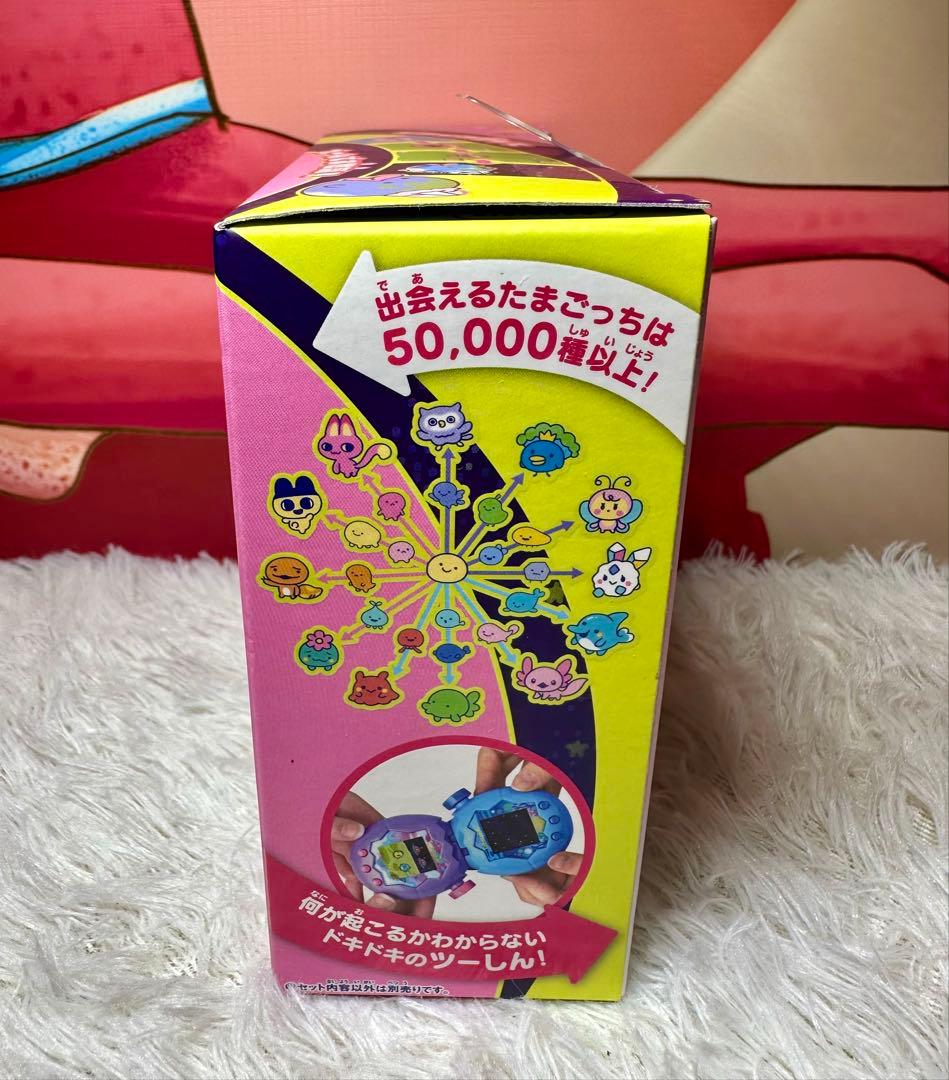 出会えるたまごっちは
50,000種以上!
何が起こるかわからない
ドキドキのツーしん!
セット内容以外は別売りです。